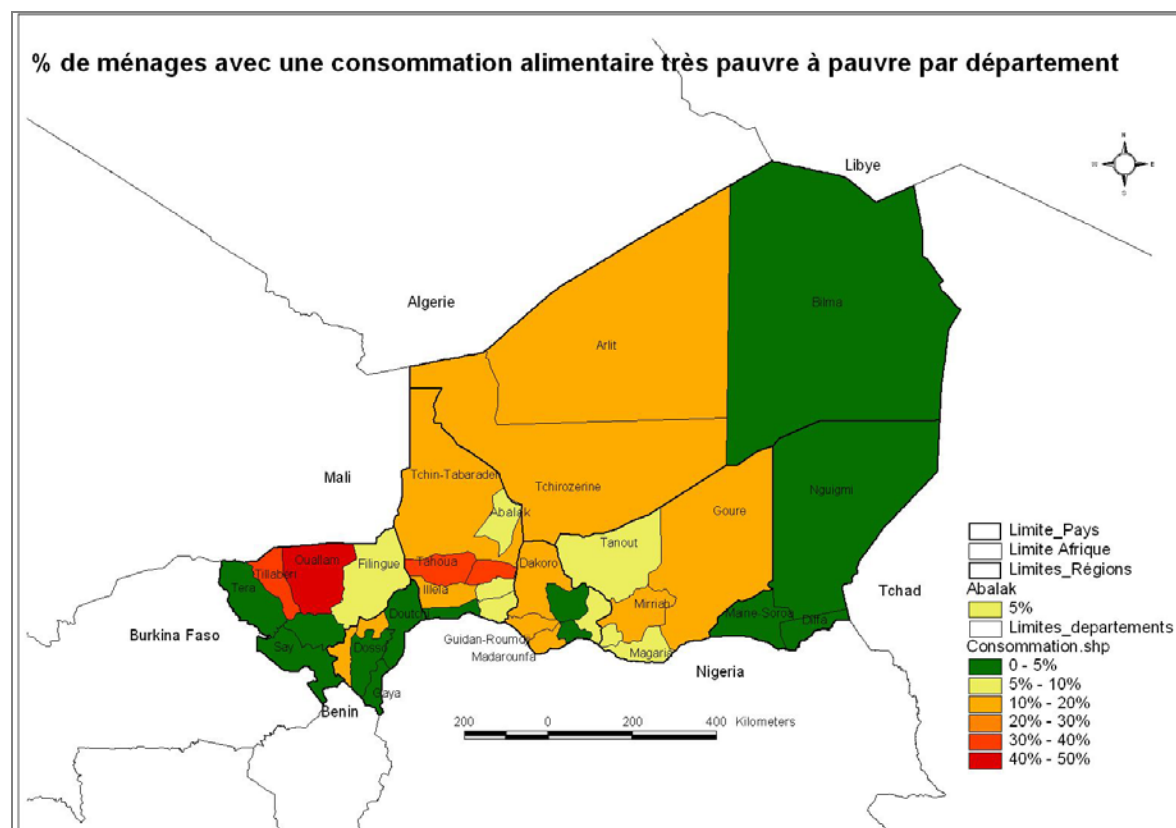 % de ménages avec une consommation alimentaire très pauvre à pauvre par département
N
W
E
Libye
Algerie
Bilma
Arlit
Mali
Tchin-Tabaraden
Tchirozerine
Nguigmi
Goure
Abalak
Tanout
Ouallam
Filingue
Tahoua
Dakoro
Tillaberi
Tera
Illela
Mirriah
Tchad
Doutchi
Maine-Soroa
Diffa
Burkina Faso
Say
Dosso
Guidan-Roumdji
Madarounfa
Magaria
Nigeria
Gaya
Benin
200 0 200 400 Kilometers
Limite_Pays
Limite Afrique
Limites_Régions
Abalak
5%
Limites_departements
Consommation.shp
0 - 5%
5% - 10%
10% - 20%
20% - 30%
30% - 40%
40% - 50%